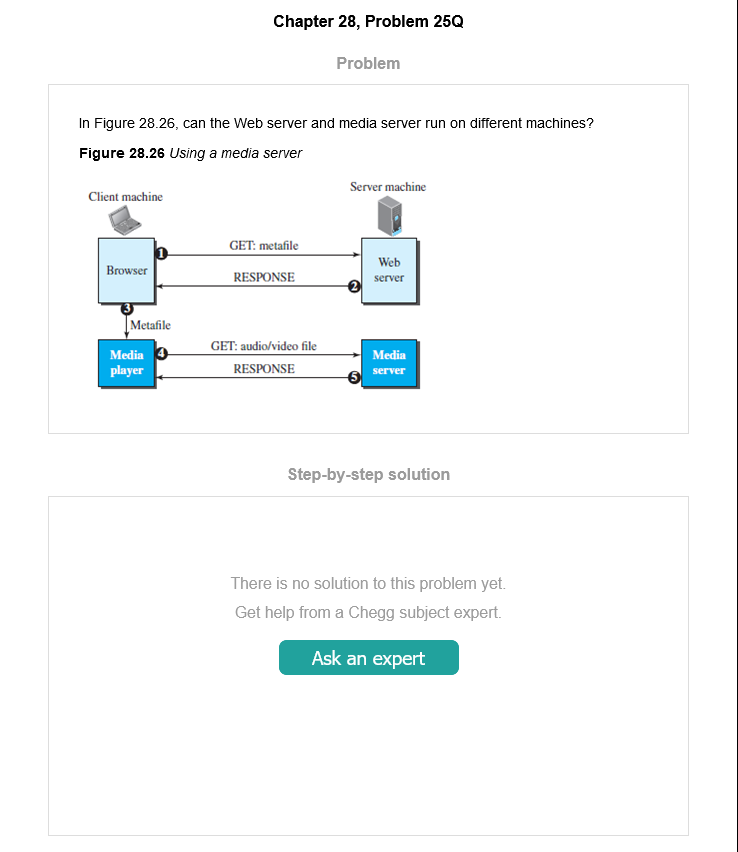 Chapter 28, Problem 25Q
Problem
In Figure 28.26, can the Web server and media server run on different machines?
Figure 28.26 Using a media server
Client machine
Server machine
Browser
1
GET: metafile
Web
server
RESPONSE
2
3
Metafile
Media
player
4
GET: audio/video file
Media
server
RESPONSE
5
Step-by-step solution
There is no solution to this problem yet.
Get help from a Chegg subject expert.
Ask an expert